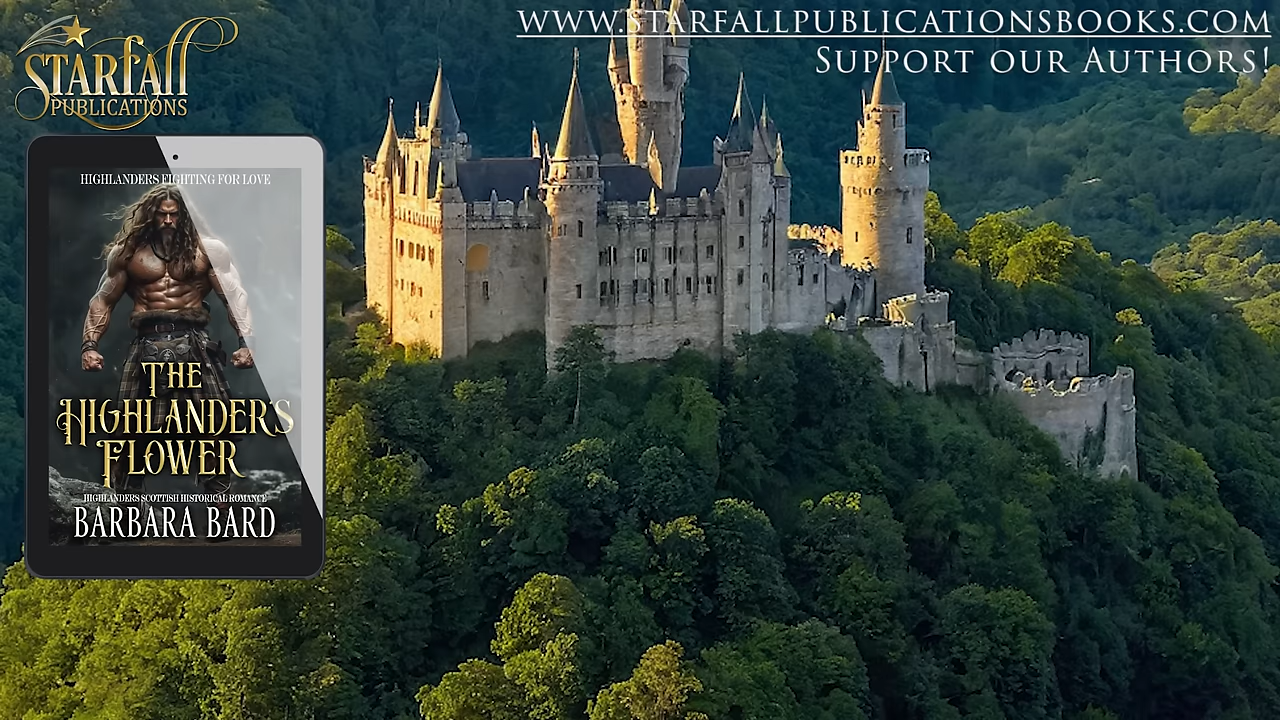 STARfall
PUBLICATIONS
www.starfallpublicationsbooks.com
Support our Authors!
HIGHLANDERS FIGHTING FOR LOVE
THE
HIGHLANDER'S
FLOWER
HIGHLANDERS SCOTTISH HISTORICAL ROMANCE
BARBARA BARD